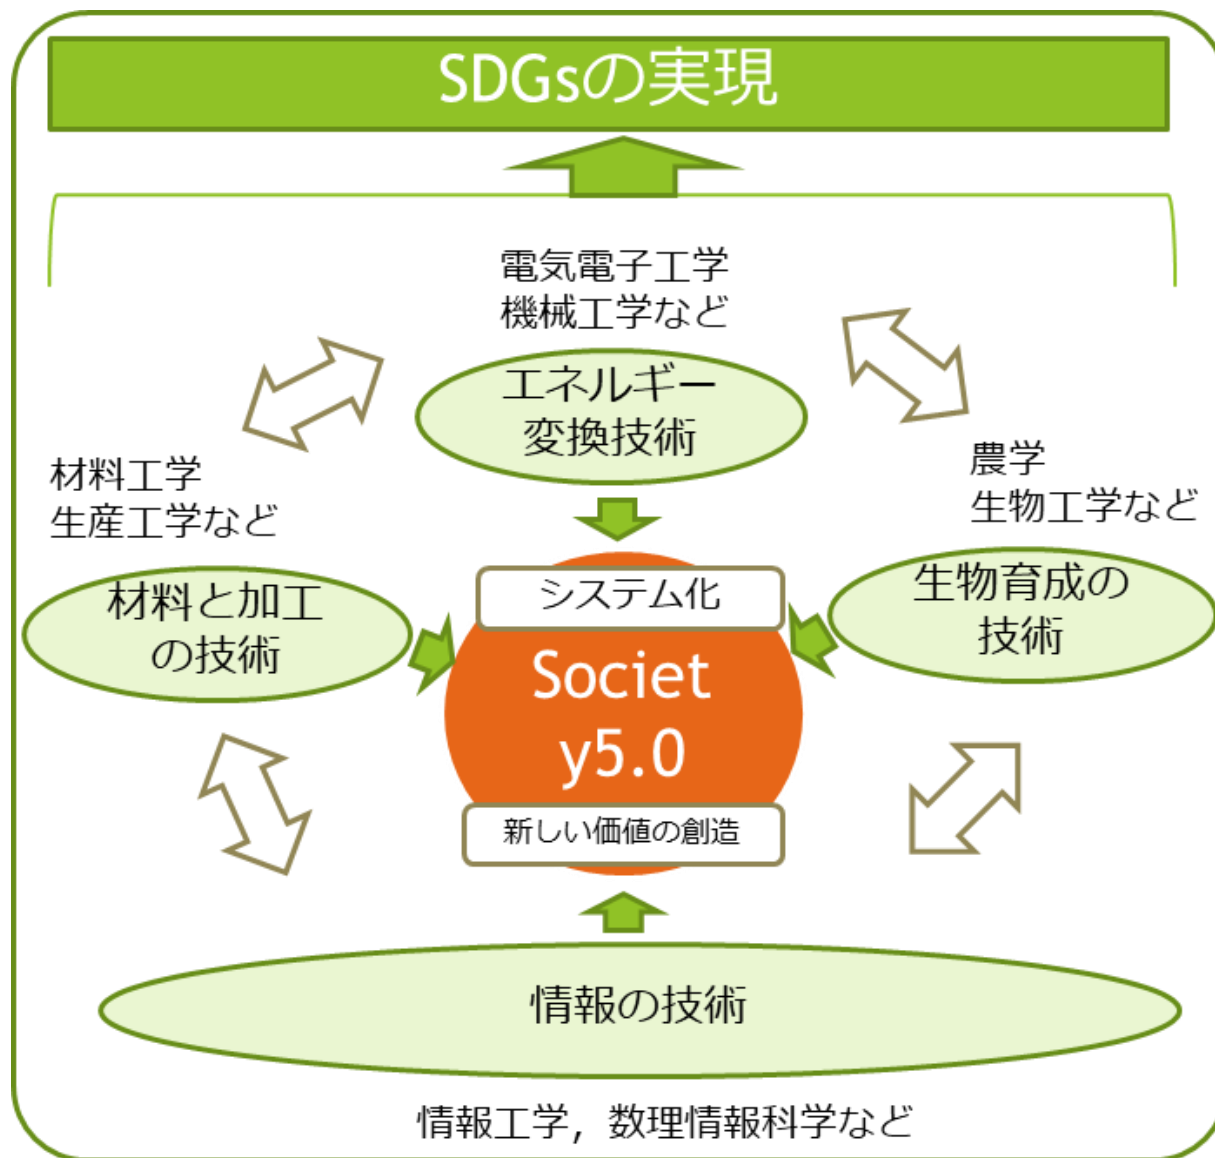 SDGsの実現
電気電子工学
機械工学など
エネルギー
変換技術
材料工学
生産工学など
材料と加工
の技術
農学
生物工学など
生物育成の
技術
システム化
Societ
y5.0
新しい価値の創造
情報の技術
情報工学，数理情報科学など